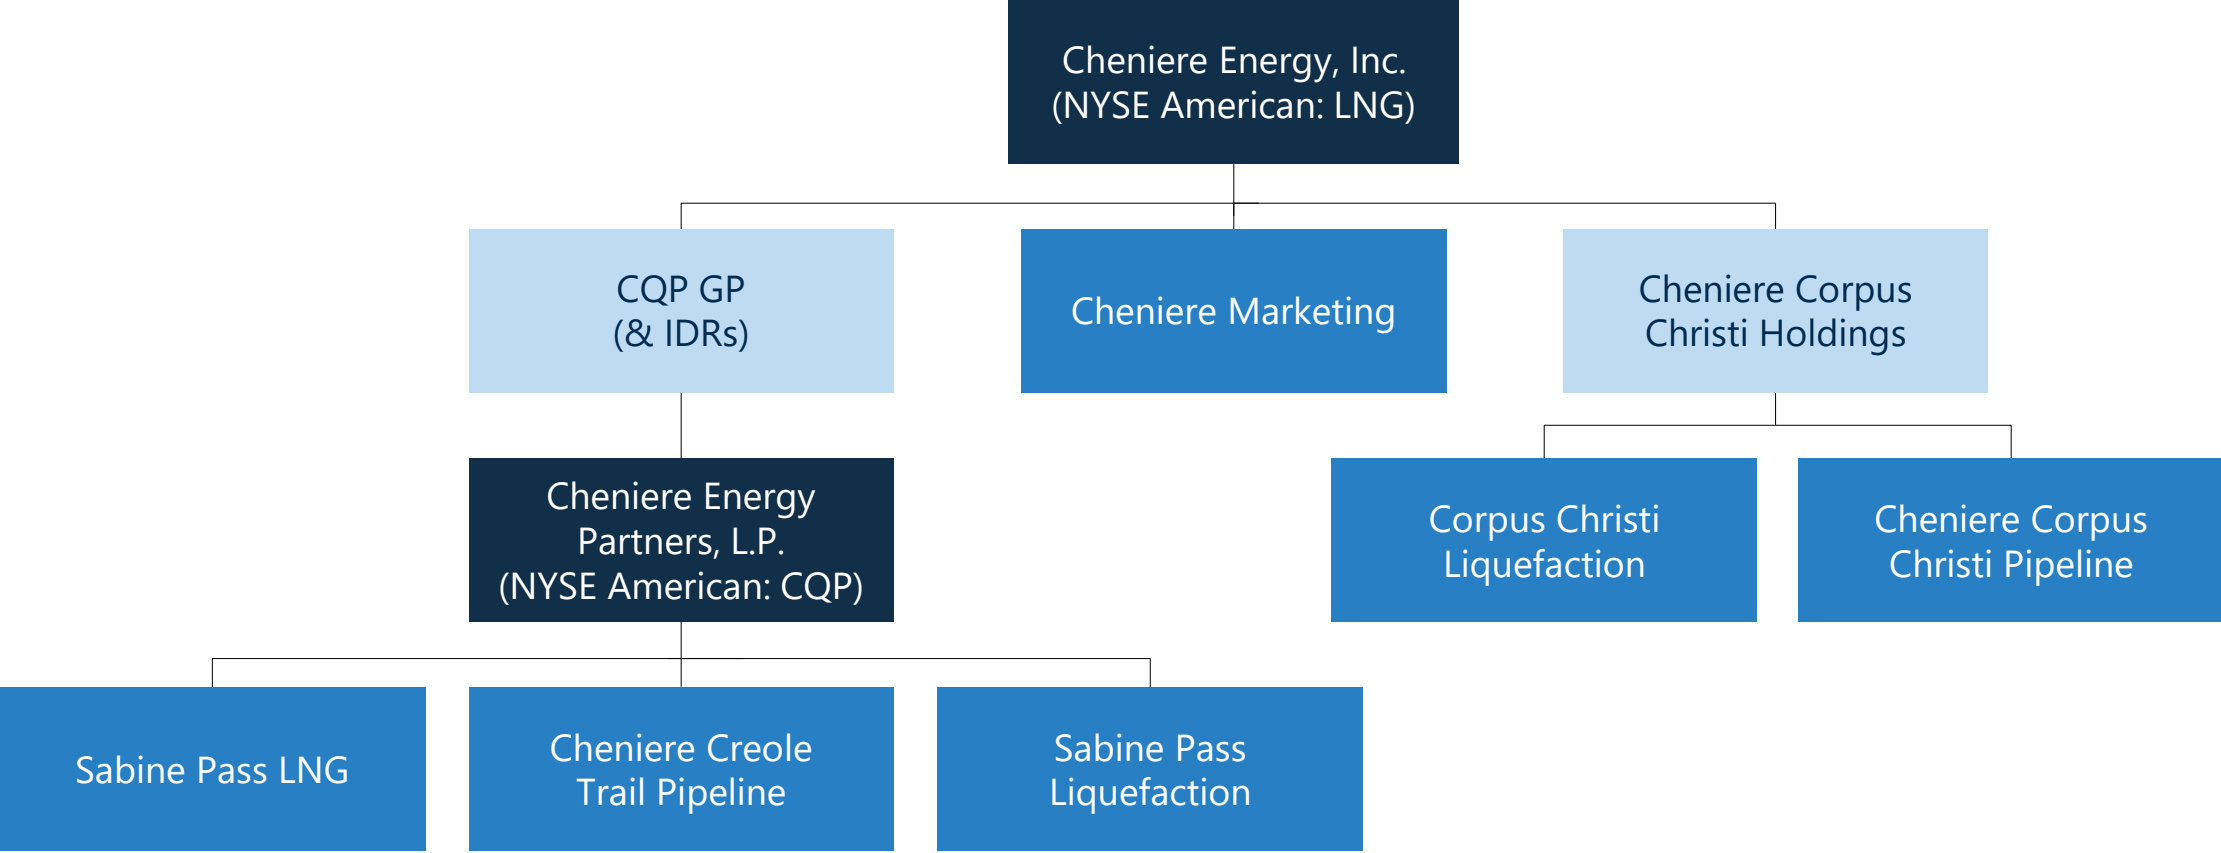 Cheniere Energy, Inc.
(NYSE American: LNG)
CQP GP
(& IDRs)
Cheniere Marketing
Cheniere Corpus
Christi Holdings
Cheniere Energy
Partners, L.P.
(NYSE American: CQP)
Corpus Christi
Liquefaction
Cheniere Corpus
Christi Pipeline
Sabine Pass LNG
Cheniere Creole
Trail Pipeline
Sabine Pass
Liquefaction